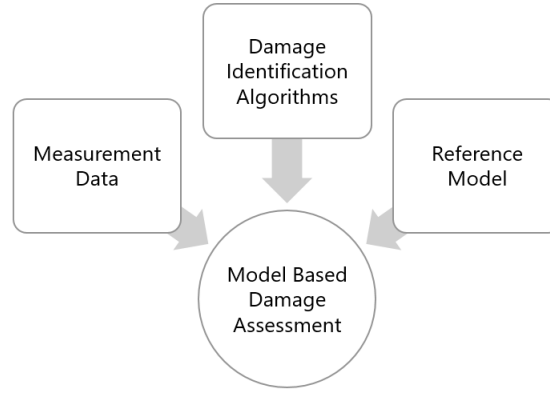 Damage
Identification
Algorithms
Measurement
Data
Reference
Model
Model Based
Damage
Assessment